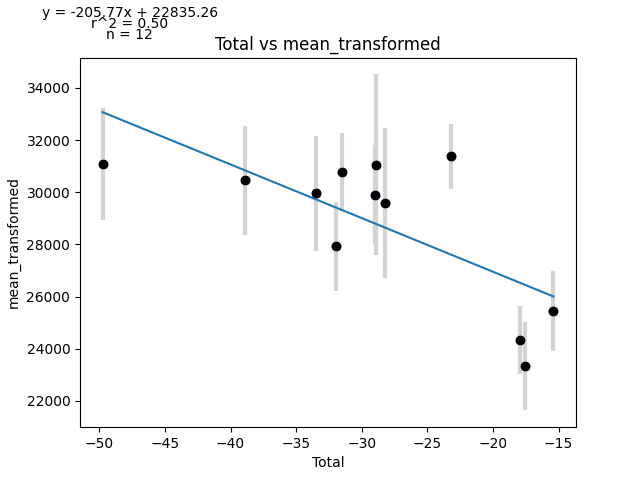 y = -205.77x + 22835.26
r^2 = 0.50
n = 12
Total vs mean_transformed
34000
32000
30000
28000
26000
24000
22000
mean_transformed
−50
−45
−40
−35
−30
−25
−20
−15
Total